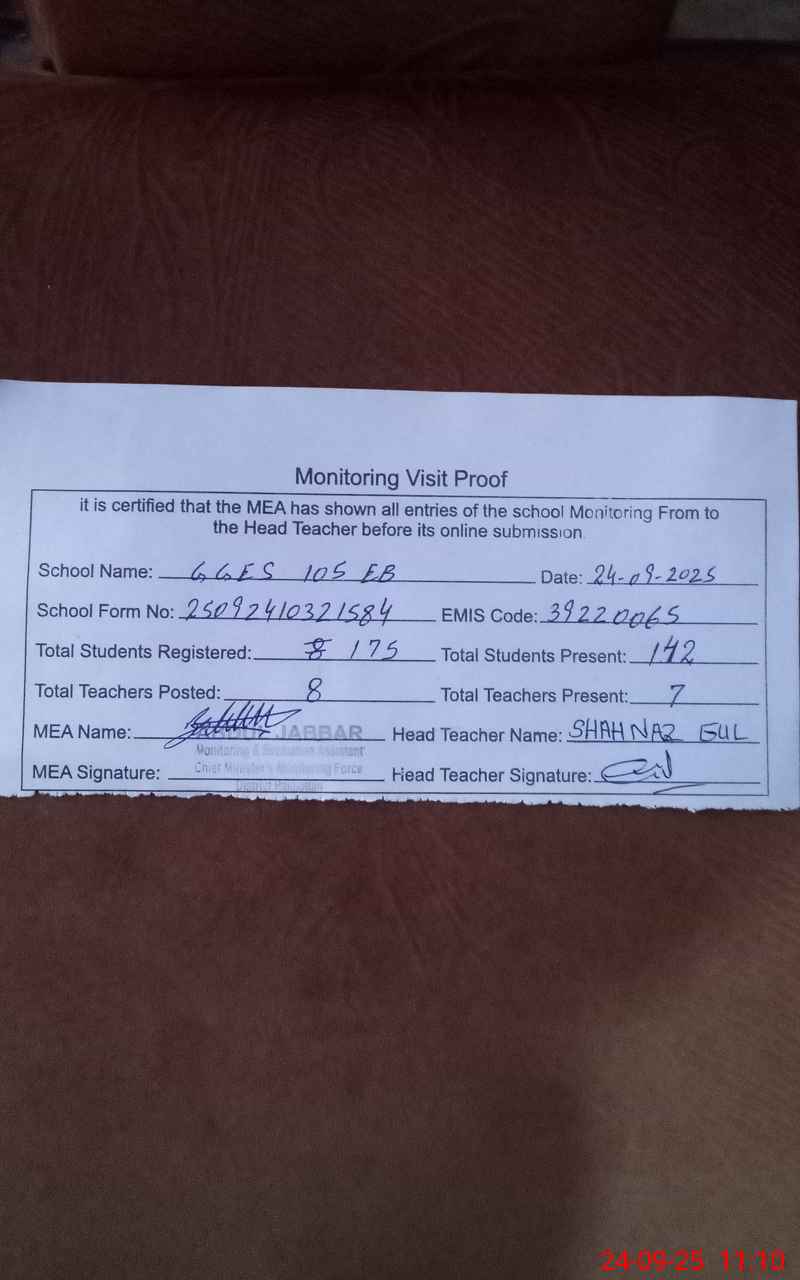 Monitoring Visit Proof
it is certified that the MEA has shown all entries of the school Monitoring From to
the Head Teacher before its online submission.
School Name: GGES 105 EB Date: 24-09-2025
School Form No: 25092410321584 EMIS Code: 39220065
Total Students Registered: 175 Total Students Present: 142
Total Teachers Posted: 8 Total Teachers Present: 7
MEA Name: JABBAR Head Teacher Name: SHAHNAZ GUL
Monitoring & Evaluation Assistant
Chief Minister's Monitoring Force
MEA Signature: Head Teacher Signature:
District Pakpattan
24-09-25 11:10